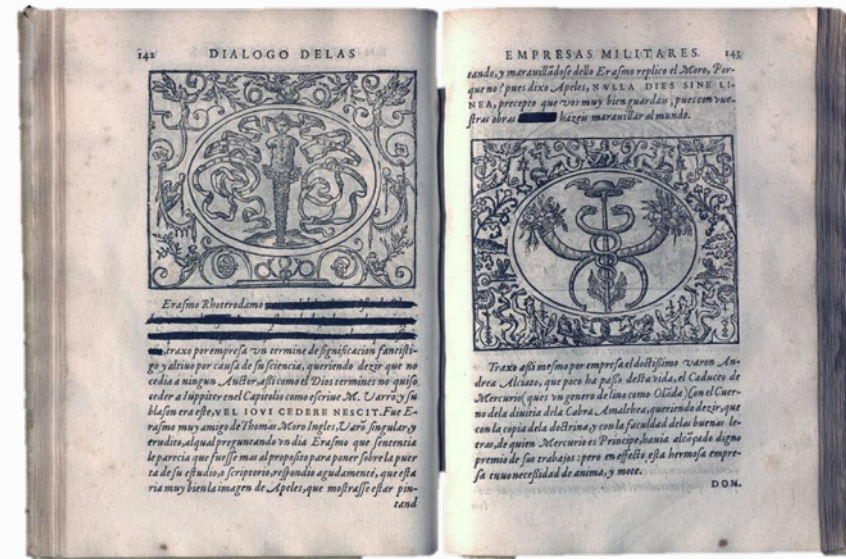 142 DIALOGO DELAS
Erasmo Rhoterodamo
traxo por empresa vn termine de significacion fantasti-
go y altiuo por causa de su sciencia, queriendo dezir que no
cedia a ningun Auctor, assi como el Dios termines no quiso
ceder a Iuppiter en el Capitolio como escriue M. Varrò: y su
blason era este, VEL IOVI CEDERE NESCIT. Fue E-
rasmo muy amigo de Thomas Moro Ingles, Varō singular, y
erudito, al qual preguntando vn dia Erasmo que sentencia
le parecia que fuesse mas al proposito para poner sobre la puer
ta de su estudio, o scriptorio, respondio agudamente, que esta
ria muy bien la imagen de Apeles, que mostrasse estar pin-
tand
EMPRESAS MILITARES. 143
tando, y marauillādose dello Erasmo replico el Moro, Por-
que no? pues dixo Apeles, NVLLA DIES SINE LI-
NEA, precepto que vos muy bien guardais; pues con vue-
stras obras hazeis marauillar al mundo.
Traxo assi mesmo por empresa el doctissimo varon An-
drea Alciato, que poco ha passo desta vida, el Caduceo de
Mercurio( que s vn genero de lino como Olāda) Con el Cuer-
no dela diuitia dela Cabra Amalthea, queriendo dezir, que
con la copia dela doctrina, y con la faculdad delas buenas le-
tras, de quien Mercurio es Principe, hauia alcāçado digno
premio de sus trabajos: pero en effecto, esta hermosa empre-
sa tuuo necessidad de anima, y mote.
DON.